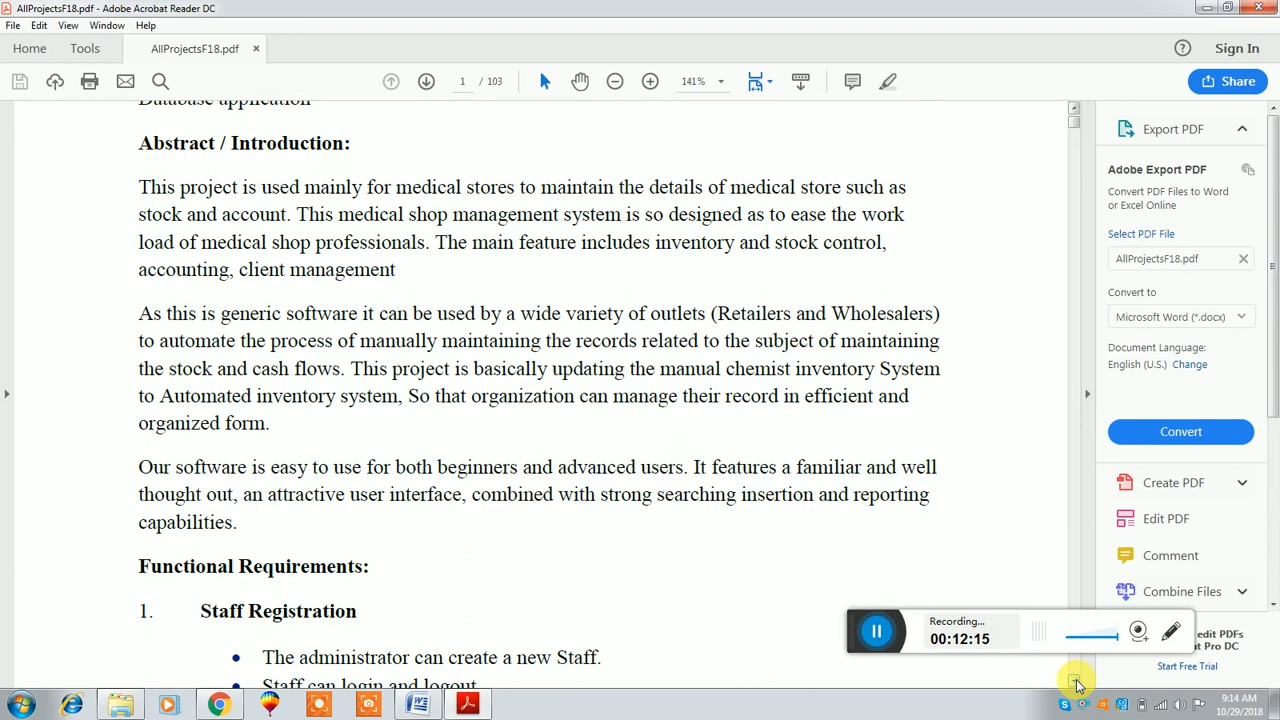 AllProjectsF18.pdf - Adobe Acrobat Reader DC
File Edit View Window Help
Home Tools AllProjectsF18.pdf × Sign In
1 / 103 141% Share
Database application
Abstract / Introduction:
This project is used mainly for medical stores to maintain the details of medical store such as
stock and account. This medical shop management system is so designed as to ease the work
load of medical shop professionals. The main feature includes inventory and stock control,
accounting, client management
As this is generic software it can be used by a wide variety of outlets (Retailers and Wholesalers)
to automate the process of manually maintaining the records related to the subject of maintaining
the stock and cash flows. This project is basically updating the manual chemist inventory System
to Automated inventory system, So that organization can manage their record in efficient and
organized form.
Our software is easy to use for both beginners and advanced users. It features a familiar and well
thought out, an attractive user interface, combined with strong searching insertion and reporting
capabilities.
Functional Requirements:
1. Staff Registration
• The administrator can create a new Staff.
• Staff can login and logout
Export PDF
Adobe Export PDF
Convert PDF Files to Word
or Excel Online
Select PDF File
AllProjectsF18.pdf
Convert to
Microsoft Word (*.docx)
Document Language:
English (U.S.) Change
Convert
Create PDF
Edit PDF
Comment
Combine Files
edit PDFs
Pro DC
Start Free Trial
Recording...
00:12:15
9:14 AM
10/29/2018